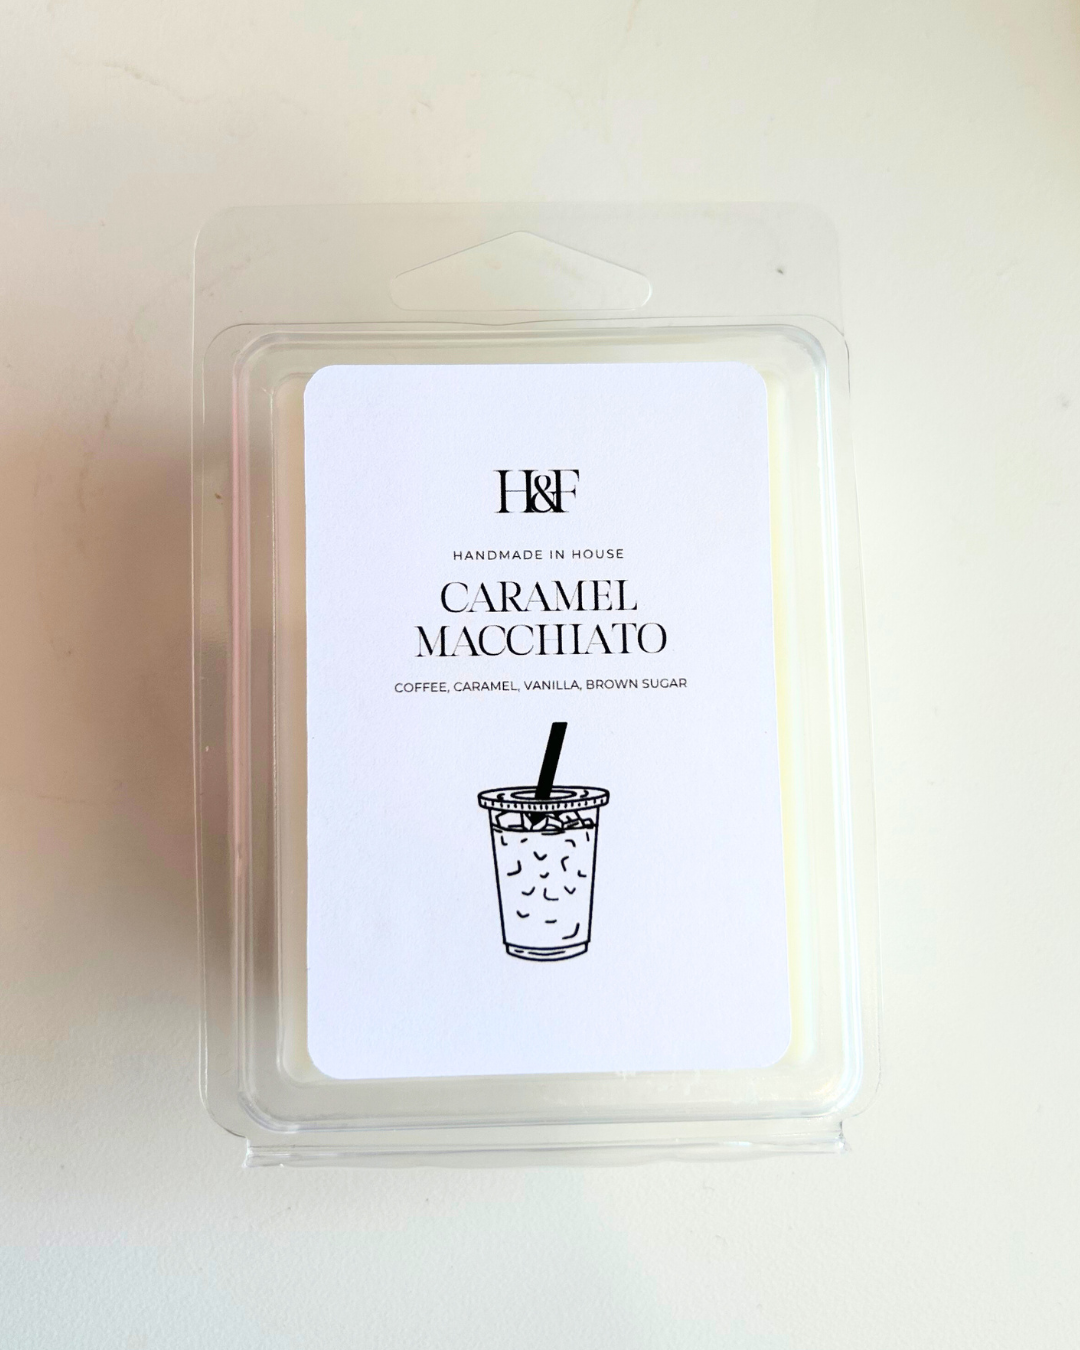 H&F
HANDMADE IN HOUSE
CARAMEL
MACCHIATO
COFFEE, CARAMEL, VANILLA, BROWN SUGAR